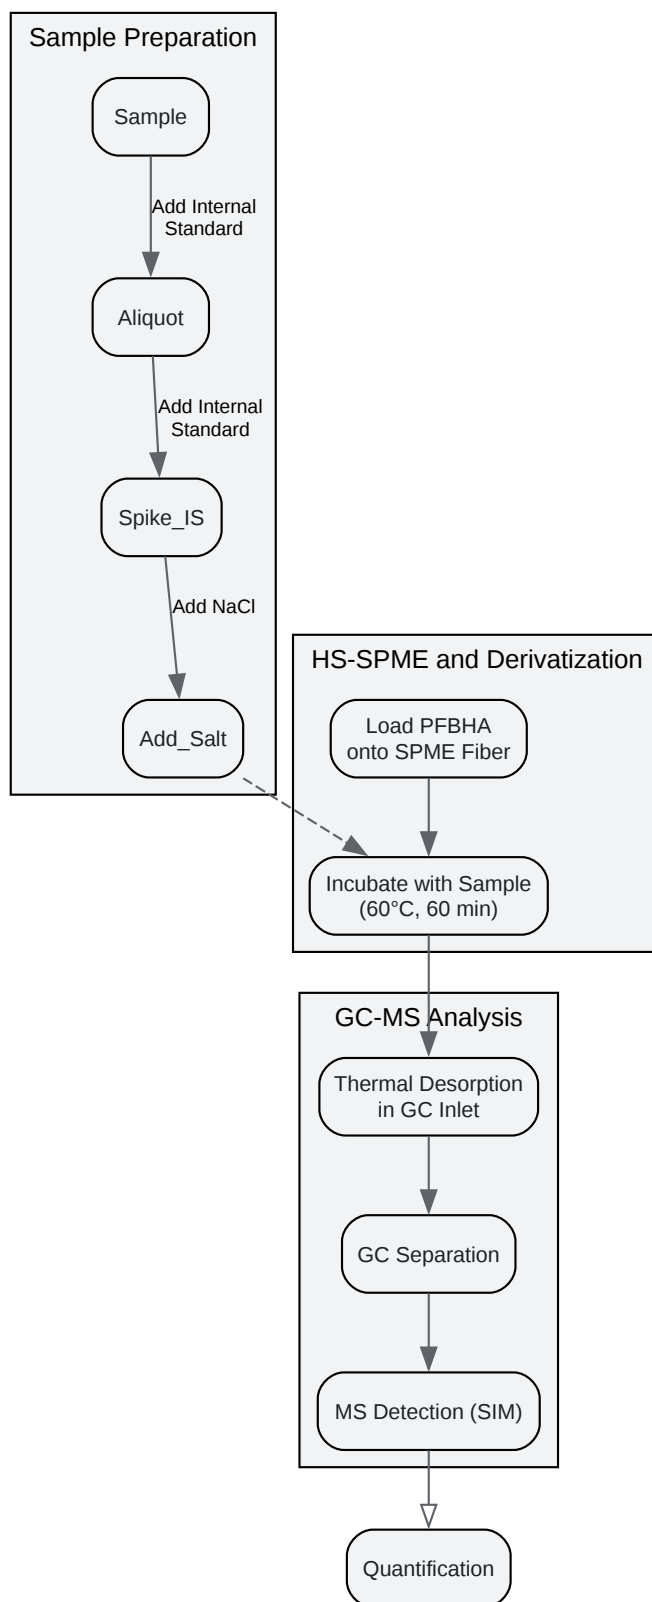 Sample Preparation
Sample
Add Internal
Standard
Aliquot
Add Internal
Standard
Spike_IS
Add NaCl
Add_Salt
HS-SPME and Derivatization
Load PFBHA
onto SPME Fiber
Incubate with Sample
(60°C, 60 min)
GC-MS Analysis
Thermal Desorption
in GC Inlet
GC Separation
MS Detection (SIM)
Quantification